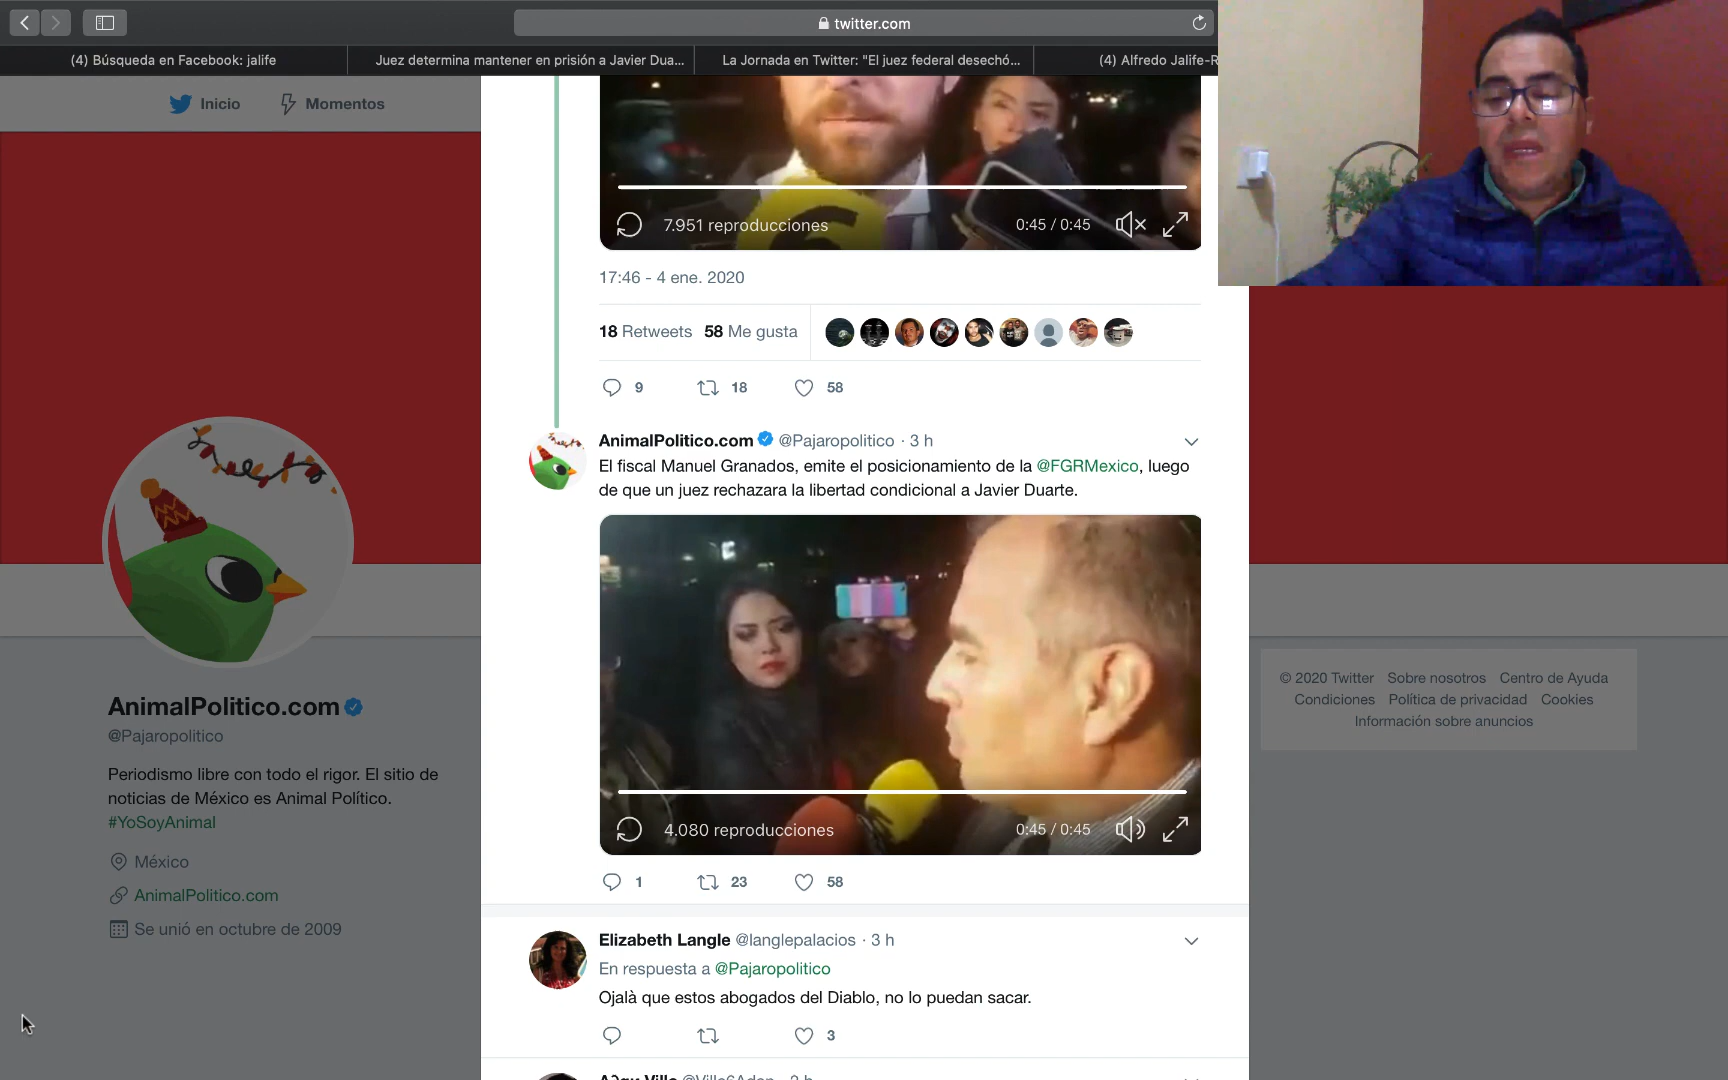 twitter.com
(4) Búsqueda en Facebook: jalife
Juez determina mantener en prisión a Javier Dua...
La Jornada en Twitter: "El juez federal desechó...
(4) Alfredo Jalife-R
Inicio
Momentos
7.951 reproducciones
0:45 / 0:45
17:46 - 4 ene. 2020
18 Retweets 58 Me gusta
9 18 58
AnimalPolitico.com @Pajaropolitico · 3 h
El fiscal Manuel Granados, emite el posicionamiento de la @FGRMexico, luego
de que un juez rechazara la libertad condicional a Javier Duarte.
4.080 reproducciones
0:45 / 0:45
1 23 58
Elizabeth Langle @langlepalacios · 3 h
En respuesta a @Pajaropolitico
Ojalà que estos abogados del Diablo, no lo puedan sacar.
3
AnimalPolitico.com
@Pajaropolitico
Periodismo libre con todo el rigor. El sitio de
noticias de México es Animal Político.
#YoSoyAnimal
México
AnimalPolitico.com
Se unió en octubre de 2009
© 2020 Twitter Sobre nosotros Centro de Ayuda
Condiciones Política de privacidad Cookies
Información sobre anuncios